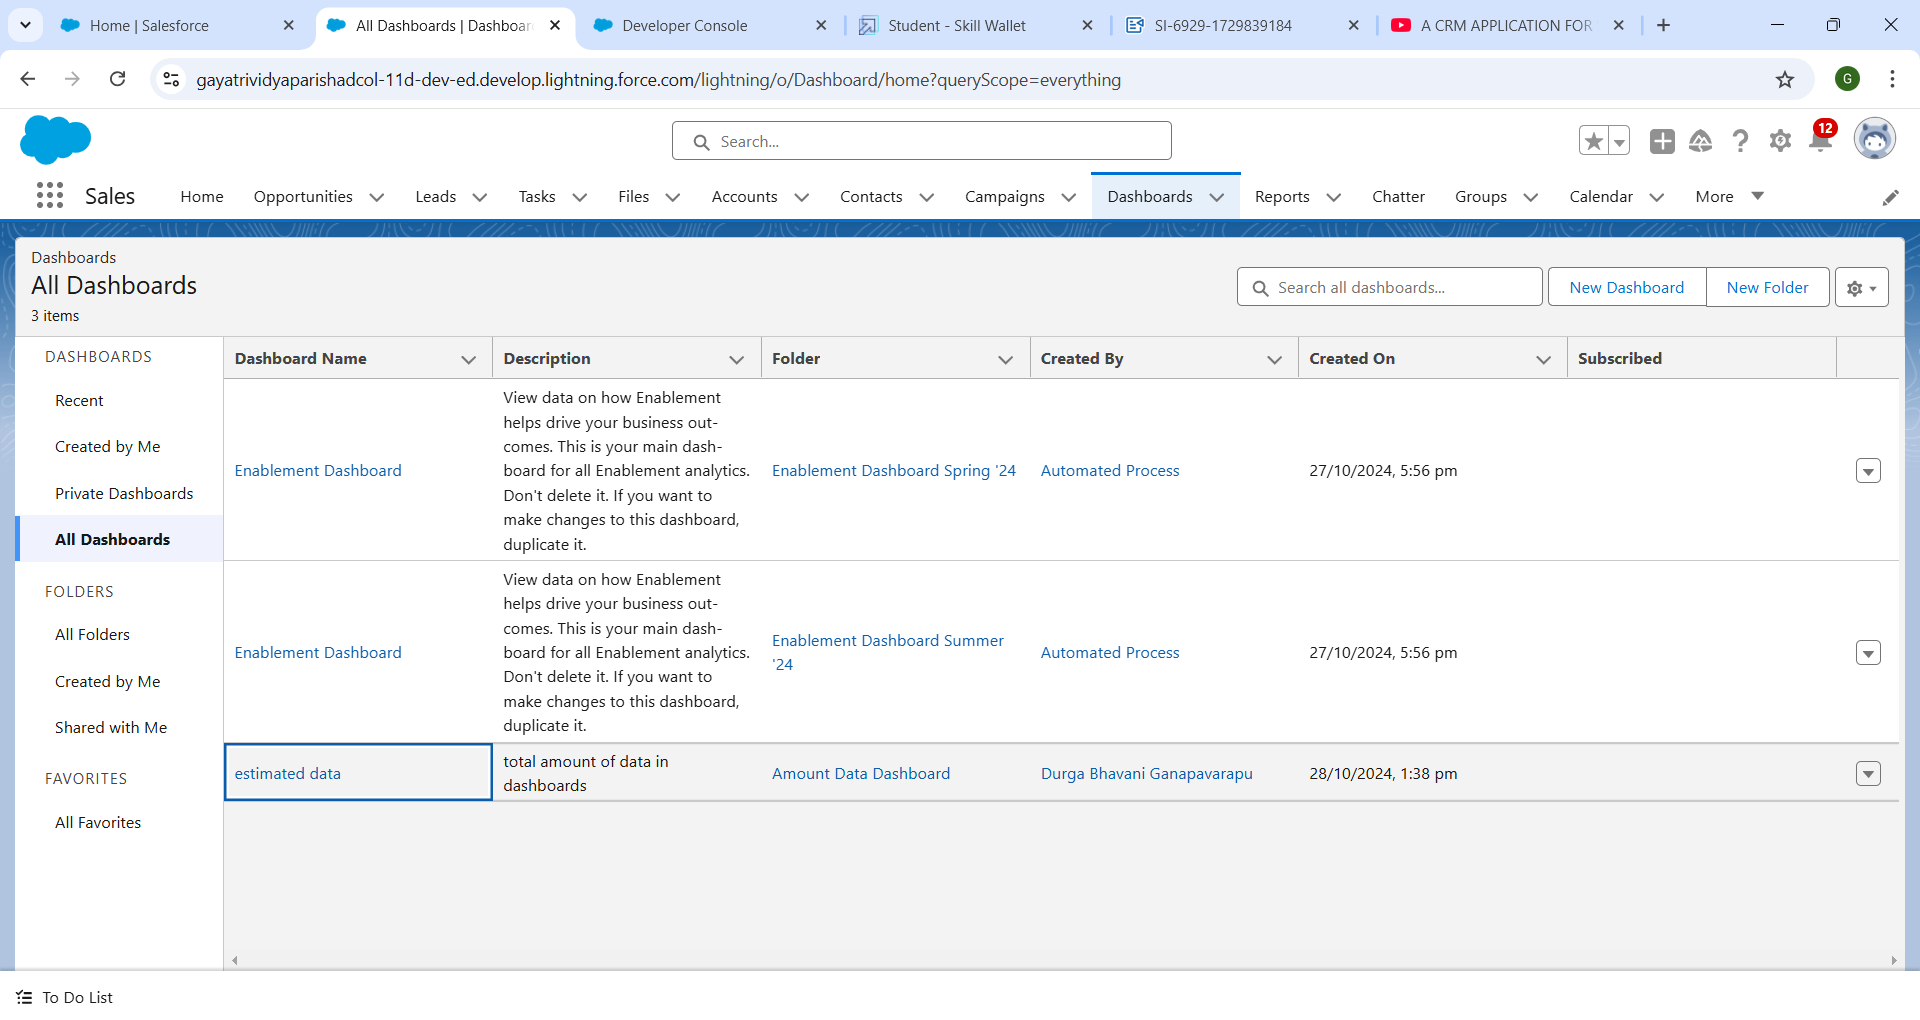 Home | Salesforce
All Dashboards | Dashboar
Developer Console
Student - Skill Wallet
SI-6929-1729839184
A CRM APPLICATION FOR
gayatrividyaparishadcol-11d-dev-ed.develop.lightning.force.com/lightning/o/Dashboard/home?queryScope=everything
G
Search...
12
Sales
Home
Opportunities
Leads
Tasks
Files
Accounts
Contacts
Campaigns
Dashboards
Reports
Chatter
Groups
Calendar
More
Dashboards
All Dashboards
3 items
Search all dashboards...
New Dashboard
New Folder
DASHBOARDS
Recent
Created by Me
Private Dashboards
All Dashboards
FOLDERS
All Folders
Created by Me
Shared with Me
FAVORITES
All Favorites
Dashboard Name
Description
Folder
Created By
Created On
Subscribed
Enablement Dashboard
View data on how Enablement
helps drive your business out-
comes. This is your main dash-
board for all Enablement analytics.
Don't delete it. If you want to
make changes to this dashboard,
duplicate it.
Enablement Dashboard Spring '24
Automated Process
27/10/2024, 5:56 pm
Enablement Dashboard
View data on how Enablement
helps drive your business out-
comes. This is your main dash-
board for all Enablement analytics.
Don't delete it. If you want to
make changes to this dashboard,
duplicate it.
Enablement Dashboard Summer
'24
Automated Process
27/10/2024, 5:56 pm
estimated data
total amount of data in
dashboards
Amount Data Dashboard
Durga Bhavani Ganapavarapu
28/10/2024, 1:38 pm
To Do List